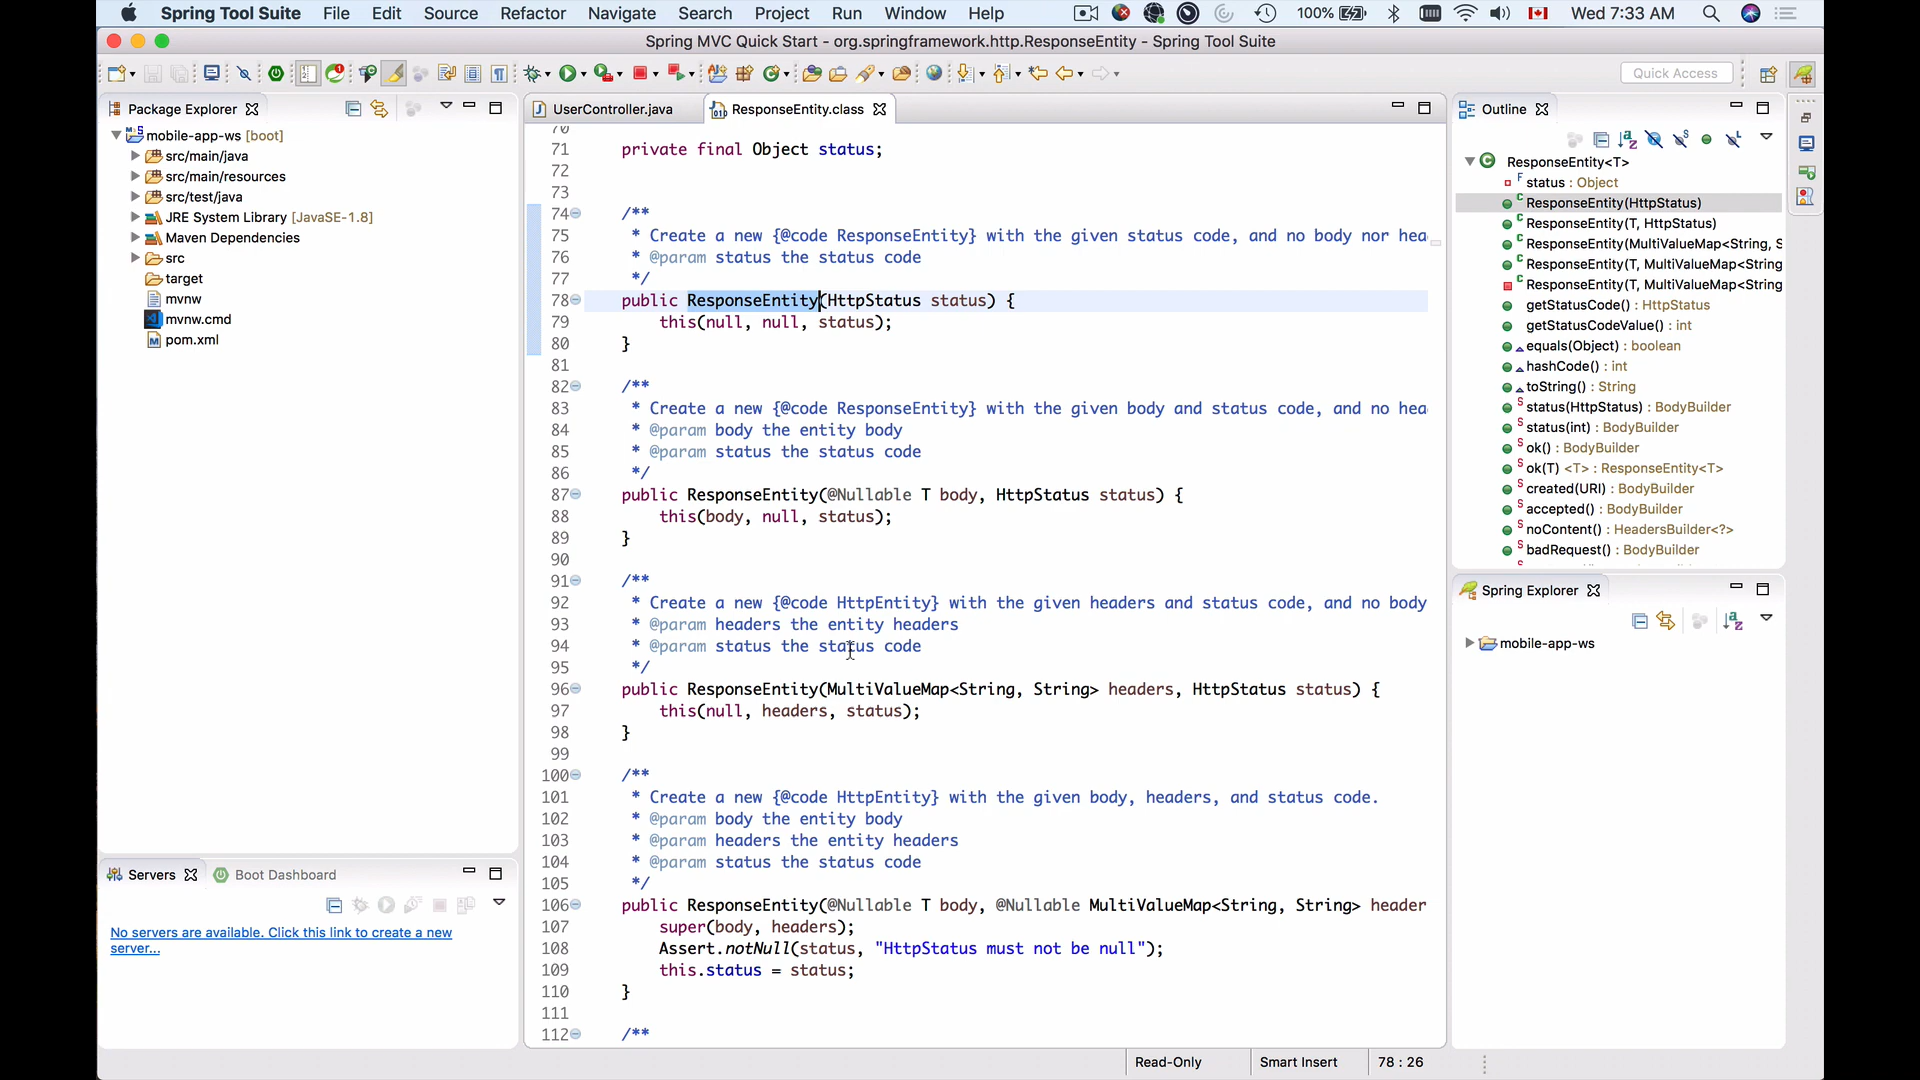 Spring Tool Suite File Edit Source Refactor Navigate Search Project Run Window Help 100% Wed 7:33 AM
Spring MVC Quick Start - org.springframework.http.ResponseEntity - Spring Tool Suite
Quick Access
Package Explorer
mobile-app-ws [boot]
src/main/java
src/main/resources
src/test/java
JRE System Library [JavaSE-1.8]
Maven Dependencies
src
target
mvnw
mvnw.cmd
pom.xml
Servers Boot Dashboard
No servers are available. Click this link to create a new
server...
UserController.java ResponseEntity.class
70
71 private final Object status;
72
73
74 /**
75 * Create a new {@code ResponseEntity} with the given status code, and no body nor hea
76 * @param status the status code
77 */
78 public ResponseEntity(HttpStatus status) {
79 this(null, null, status);
80 }
81
82 /**
83 * Create a new {@code ResponseEntity} with the given body and status code, and no hea
84 * @param body the entity body
85 * @param status the status code
86 */
87 public ResponseEntity(@Nullable T body, HttpStatus status) {
88 this(body, null, status);
89 }
90
91 /**
92 * Create a new {@code HttpEntity} with the given headers and status code, and no body
93 * @param headers the entity headers
94 * @param status the status code
95 */
96 public ResponseEntity(MultiValueMap<String, String> headers, HttpStatus status) {
97 this(null, headers, status);
98 }
99
100 /**
101 * Create a new {@code HttpEntity} with the given body, headers, and status code.
102 * @param body the entity body
103 * @param headers the entity headers
104 * @param status the status code
105 */
106 public ResponseEntity(@Nullable T body, @Nullable MultiValueMap<String, String> header
107 super(body, headers);
108 Assert.notNull(status, "HttpStatus must not be null");
109 this.status = status;
110 }
111
112 /**
Outline
ResponseEntity<T>
status : Object
ResponseEntity(HttpStatus)
ResponseEntity(T, HttpStatus)
ResponseEntity(MultiValueMap<String, S
ResponseEntity(T, MultiValueMap<String
ResponseEntity(T, MultiValueMap<String
getStatusCode() : HttpStatus
getStatusCodeValue() : int
equals(Object) : boolean
hashCode() : int
toString() : String
status(HttpStatus) : BodyBuilder
status(int) : BodyBuilder
ok() : BodyBuilder
ok(T) <T> : ResponseEntity<T>
created(URI) : BodyBuilder
accepted() : BodyBuilder
noContent() : HeadersBuilder<?>
badRequest() : BodyBuilder
Spring Explorer
mobile-app-ws
Read-Only Smart Insert 78 : 26